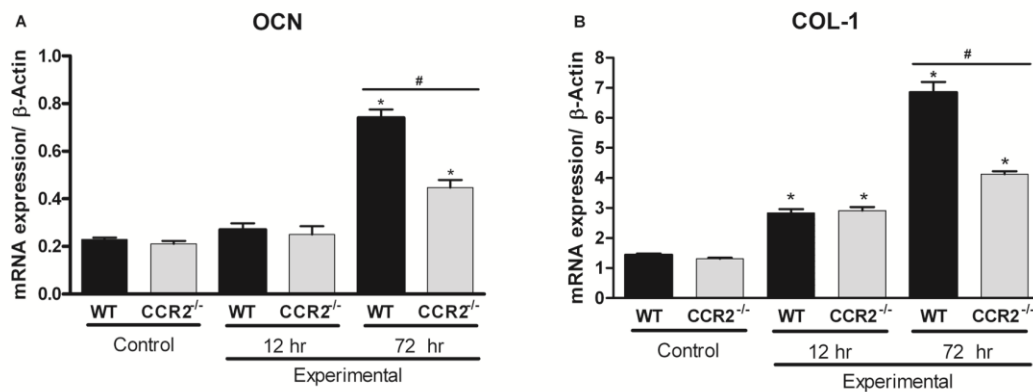 A
OCN
mRNA expression/ β-Actin
1.0
0.8
0.6
0.4
0.2
0.0
#
*
*
WT CCR2-/- WT CCR2-/- WT CCR2-/-
Control 12 hr 72 hr
Experimental
B
COL-1
mRNA expression/ β-Actin
8
7
6
5
4
3
2
1
0
#
*
*
* *
WT CCR2-/- WT CCR2-/- WT CCR2-/-
Control 12 hr 72 hr
Experimental